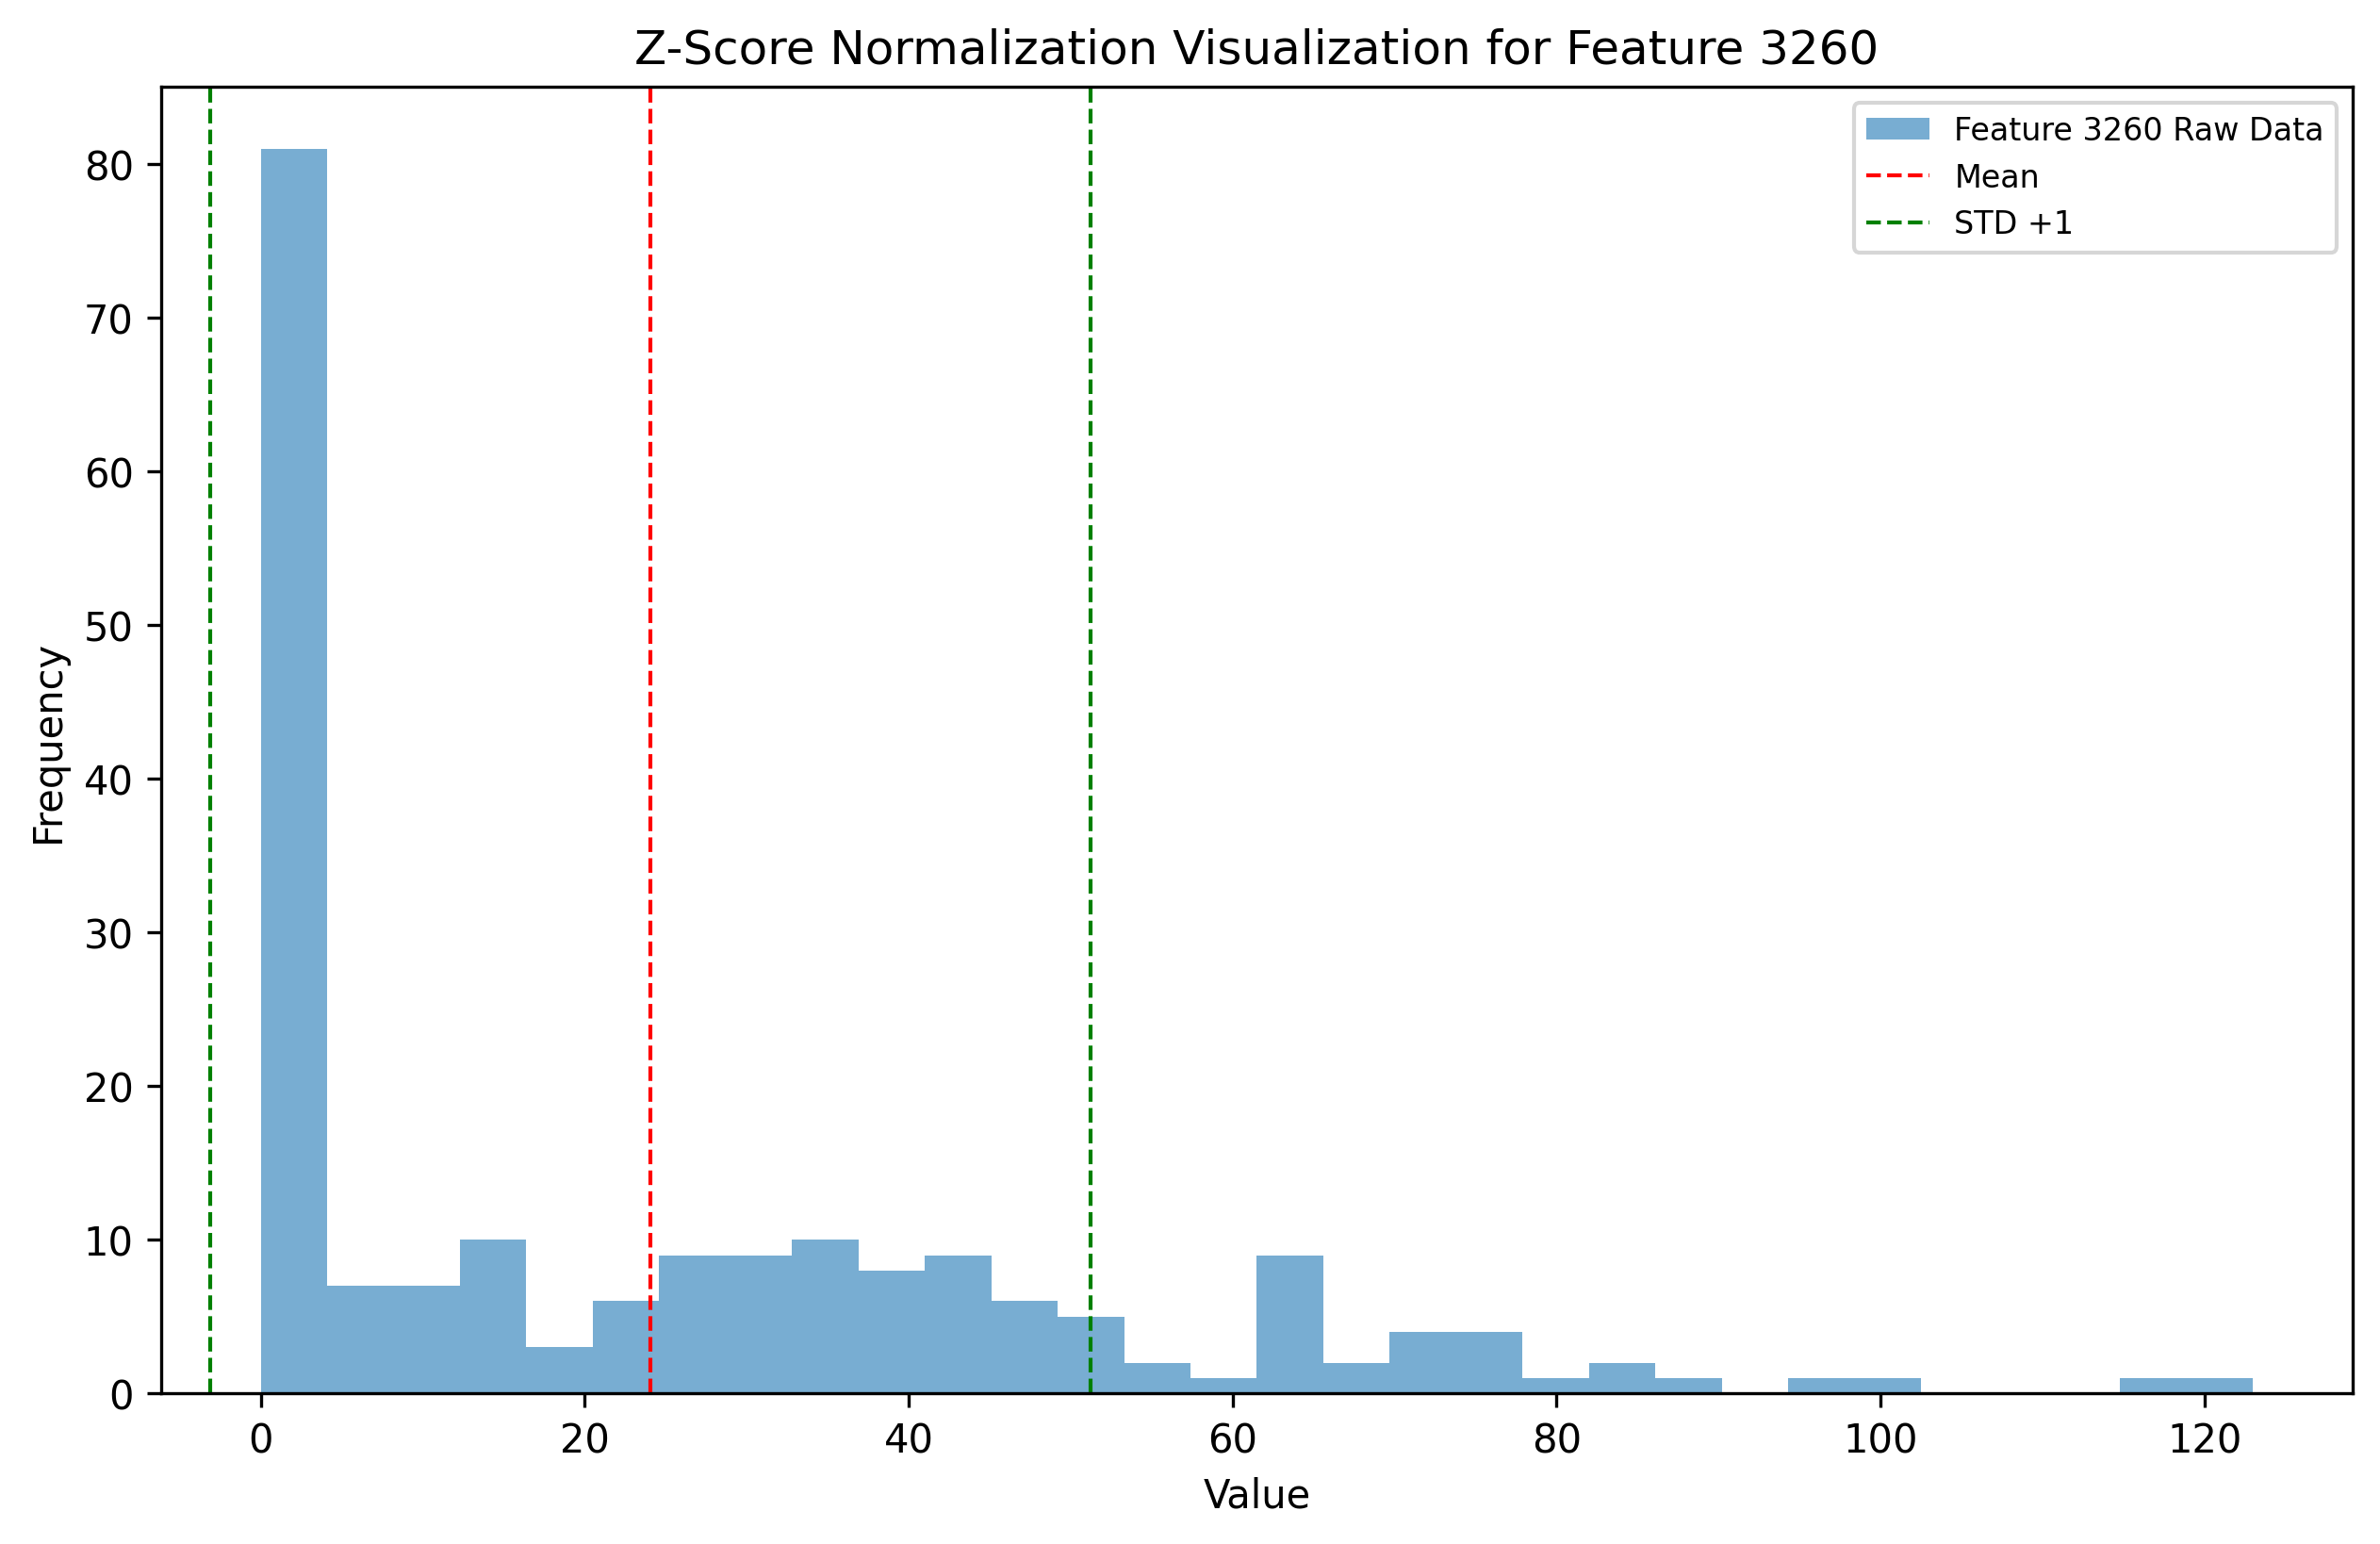 Z-Score Normalization Visualization for Feature 3260
Feature 3260 Raw Data
Mean
STD +1
80
70
60
50
40
30
20
10
0
Frequency
0 20 40 60 80 100 120
Value